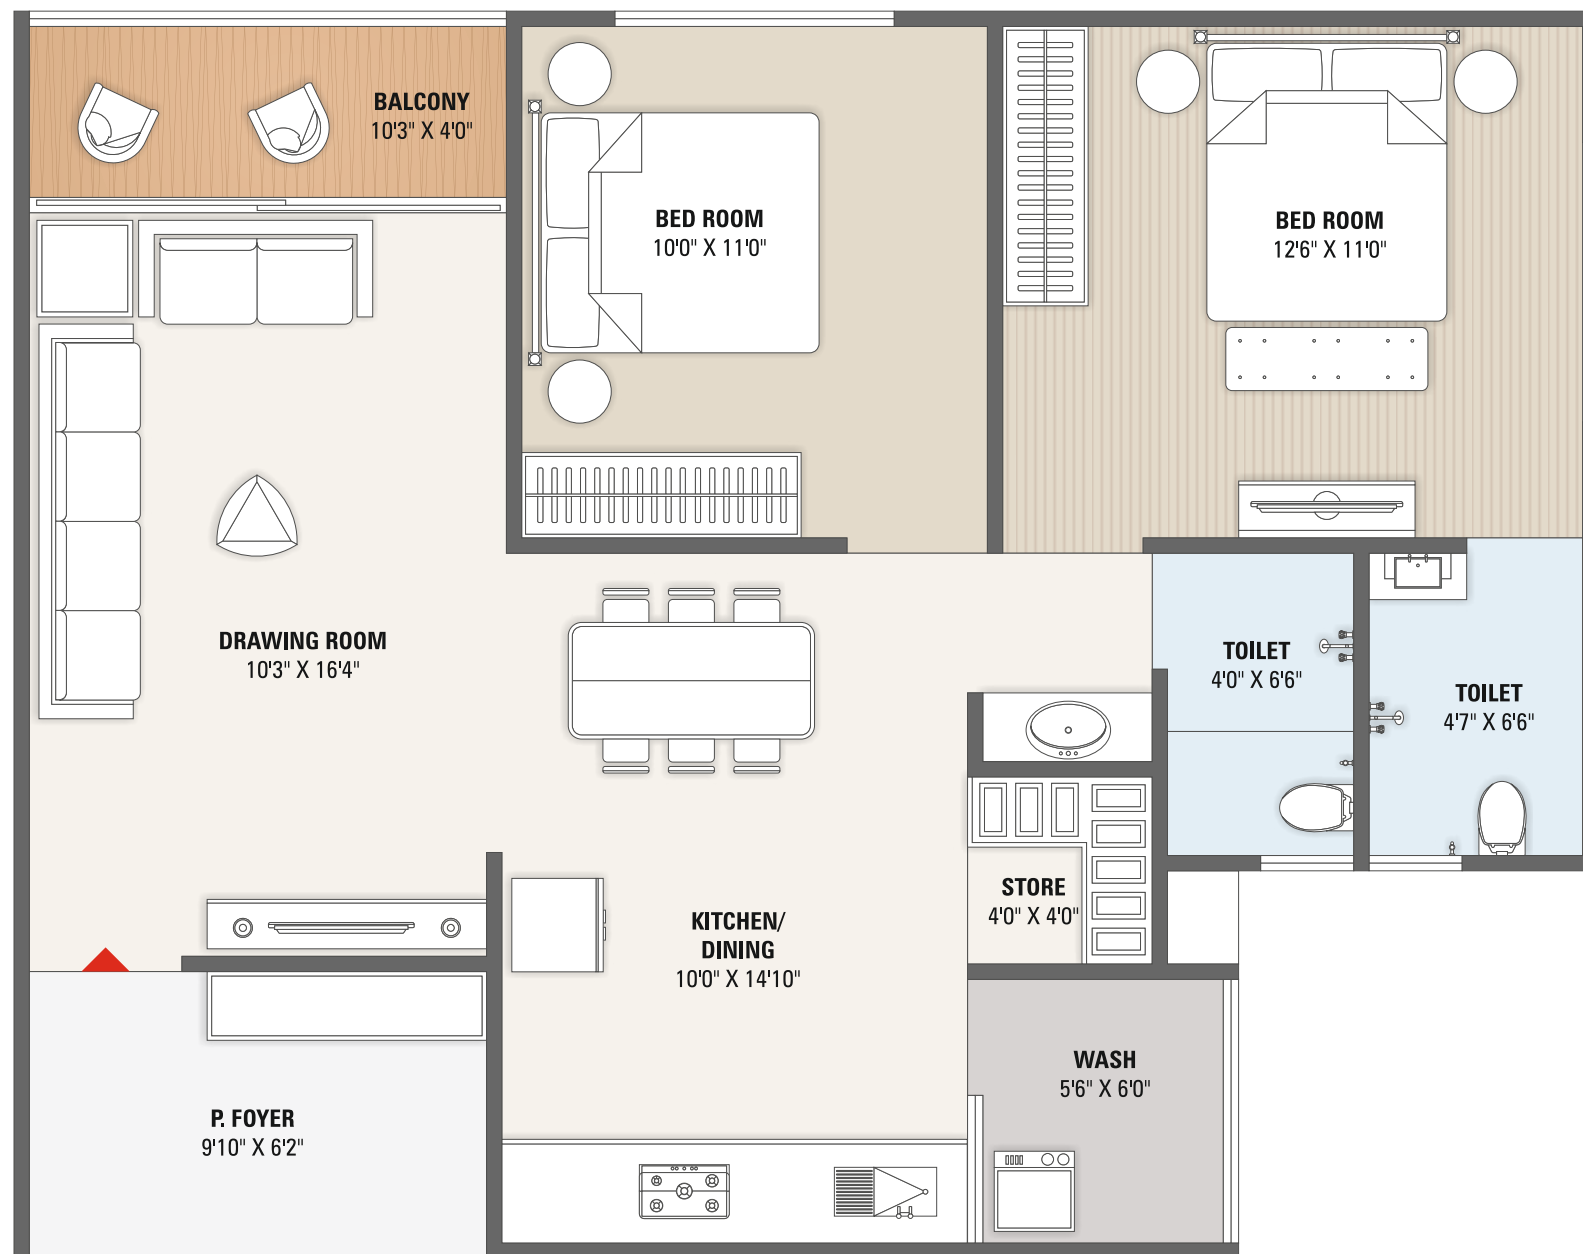 BALCONY
10'3" X 4'0"
BED ROOM
10'0" X 11'0"
BED ROOM
12'6" X 11'0"
DRAWING ROOM
10'3" X 16'4"
TOILET
4'0" X 6'6"
TOILET
4'7" X 6'6"
STORE
4'0" X 4'0"
KITCHEN/
DINING
10'0" X 14'10"
WASH
5'6" X 6'0"
P. FOYER
9'10" X 6'2"